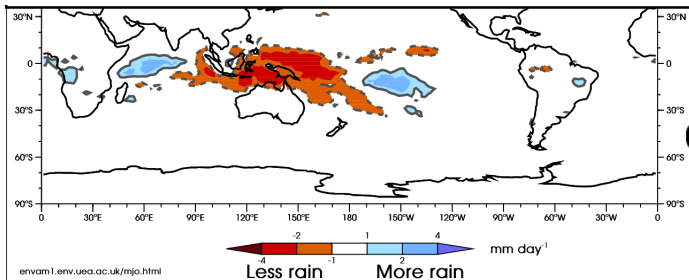 30°N
30°N
0
0
30°S
30°S
60°S
60°S
90°S
90°S
0 30°E 60°E 90°E 120°E 150°E 180 150°W 120°W 90°W 60°W 30°W 0
-2 1 4
-4 -1 2
mm day⁻¹
envam1.env.uea.ac.uk/mjo.html
Less rain More rain